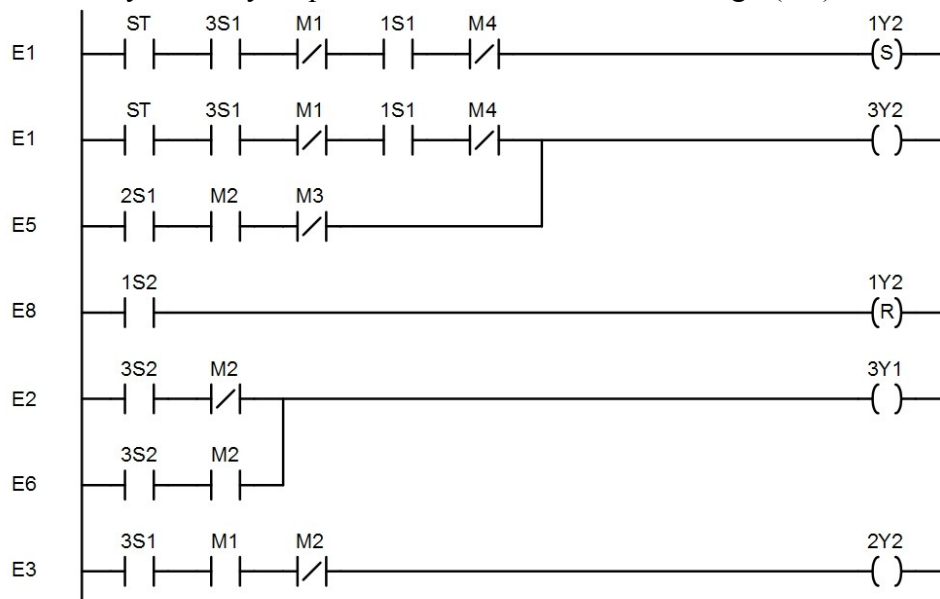 ST 3S1 M1 1S1 M4 1Y2
E1 (S)
ST 3S1 M1 1S1 M4 3Y2
E1
2S1 M2 M3
E5
1S2 1Y2
E8 (R)
3S2 M2 3Y1
E2
3S2 M2
E6
3S1 M1 M2 2Y2
E3